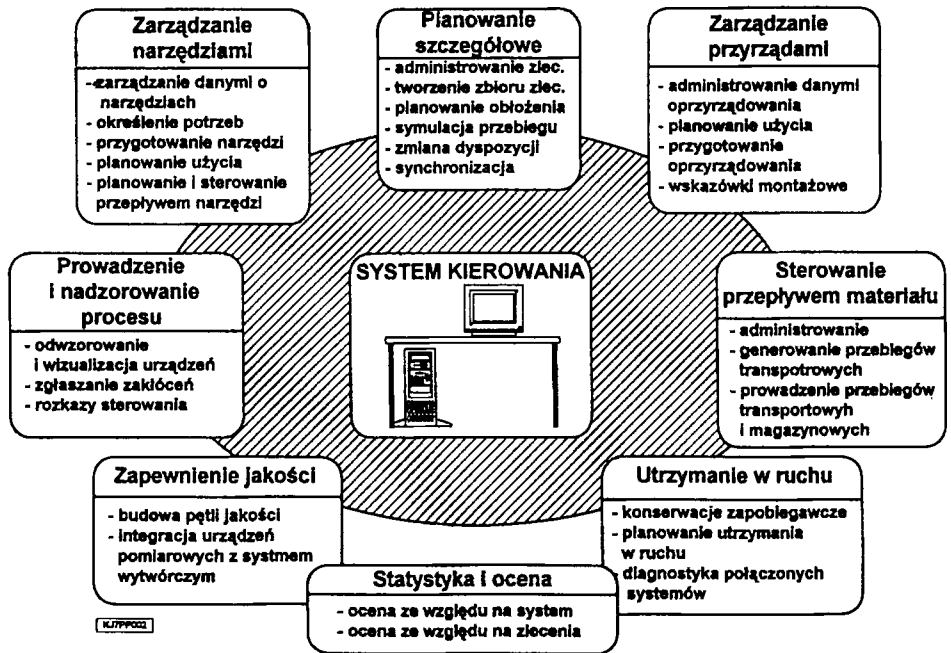 Zarządzanie
narzędziami
- zarządzanie danymi o
narzędziach
- określenie potrzeb
- przygotowanie narzędzi
- planowanie użycia
- planowanie i sterowanie
przepływem narzędzi
Planowanie
szczegółowe
- administrowanie zlec.
- tworzenie zbioru zlec.
- planowanie obłożenia
- symulacja przebiegu
- zmiana dyspozycji
- synchronizacja
Zarządzanie
przyrządami
- administrowanie danymi
oprzyrządowania
- planowanie użycia
- przygotowanie
oprzyrządowania
- wskazówki montażowe
Prowadzenie
i nadzorowanie
procesu
- odwzorowanie
i wizualizacja urządzeń
- zgłaszanie zakłóceń
- rozkazy sterowania
SYSTEM KIEROWANIA
Sterowanie
przepływem materiału
- administrowanie
- generowanie przebiegów
transpotrowych
- prowadzenie przebiegów
transportowyh
i magazynowych
Zapewnienie jakości
- budowa pętli jakości
- integracja urządzeń
pomiarowych z systmem
wytwórczym
Utrzymanie w ruchu
- konserwacje zapobiegawcze
- planowanie utrzymania
w ruchu
- diagnostyka połączonych
systemów
Statystyka i ocena
- ocena ze względu na system
- ocena ze względu na zlecenia
KJ7PP002